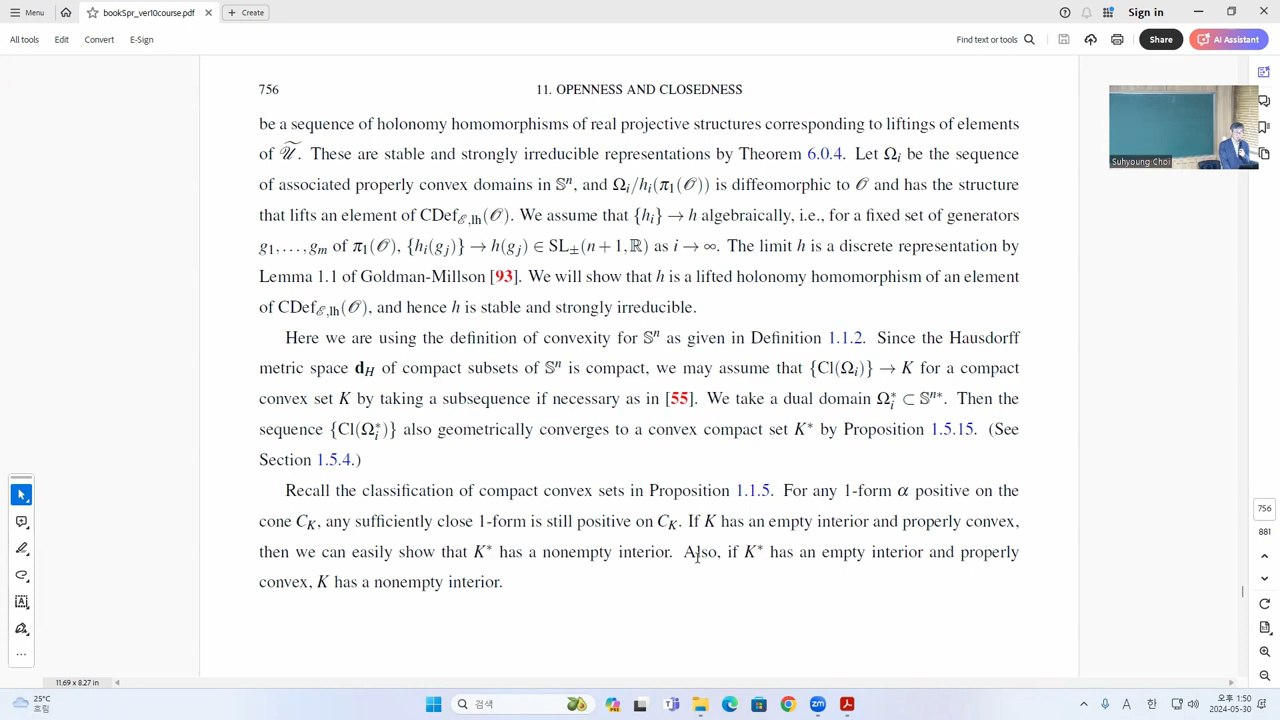 Menu
bookSpr_ver10course.pdf
Create
Sign in
All tools
Edit
Convert
E-Sign
Find text or tools
Share
AI Assistant
756
11. OPENNESS AND CLOSEDNESS
be a sequence of holonomy homomorphisms of real projective structures corresponding to liftings of elements
of 𝒰̃. These are stable and strongly irreducible representations by Theorem 6.0.4. Let Ωᵢ be the sequence
of associated properly convex domains in 𝕊ⁿ, and Ωᵢ/hᵢ(π₁(𝒪)) is diffeomorphic to 𝒪 and has the structure
that lifts an element of CDef_ℰ,lh(𝒪). We assume that {hᵢ} → h algebraically, i.e., for a fixed set of generators
g₁,…,gₘ of π₁(𝒪), {hᵢ(gⱼ)} → h(gⱼ) ∈ SL±(n+1,ℝ) as i → ∞. The limit h is a discrete representation by
Lemma 1.1 of Goldman-Millson [93]. We will show that h is a lifted holonomy homomorphism of an element
of CDef_ℰ,lh(𝒪), and hence h is stable and strongly irreducible.
Here we are using the definition of convexity for 𝕊ⁿ as given in Definition 1.1.2. Since the Hausdorff
metric space d_H of compact subsets of 𝕊ⁿ is compact, we may assume that {Cl(Ωᵢ)} → K for a compact
convex set K by taking a subsequence if necessary as in [55]. We take a dual domain Ωᵢ* ⊂ 𝕊ⁿ*. Then the
sequence {Cl(Ωᵢ*)} also geometrically converges to a convex compact set K* by Proposition 1.5.15. (See
Section 1.5.4.)
Recall the classification of compact convex sets in Proposition 1.1.5. For any 1-form α positive on the
cone C_K, any sufficiently close 1-form is still positive on C_K. If K has an empty interior and properly convex,
then we can easily show that K* has a nonempty interior. Also, if K* has an empty interior and properly
convex, K has a nonempty interior.
Suhyoung Choi
756
881
11.69 x 8.27 in
25°C
흐림
검색
한
오후 1:50
2024-05-30